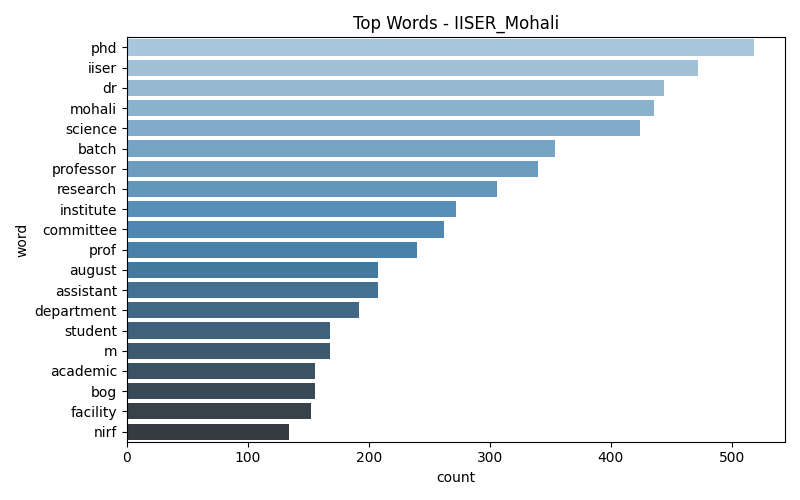 Top Words - IISER_Mohali
phd
iiser
dr
mohali
science
batch
professor
research
institute
committee
prof
august
assistant
department
student
m
academic
bog
facility
nirf
word
0 100 200 300 400 500
count